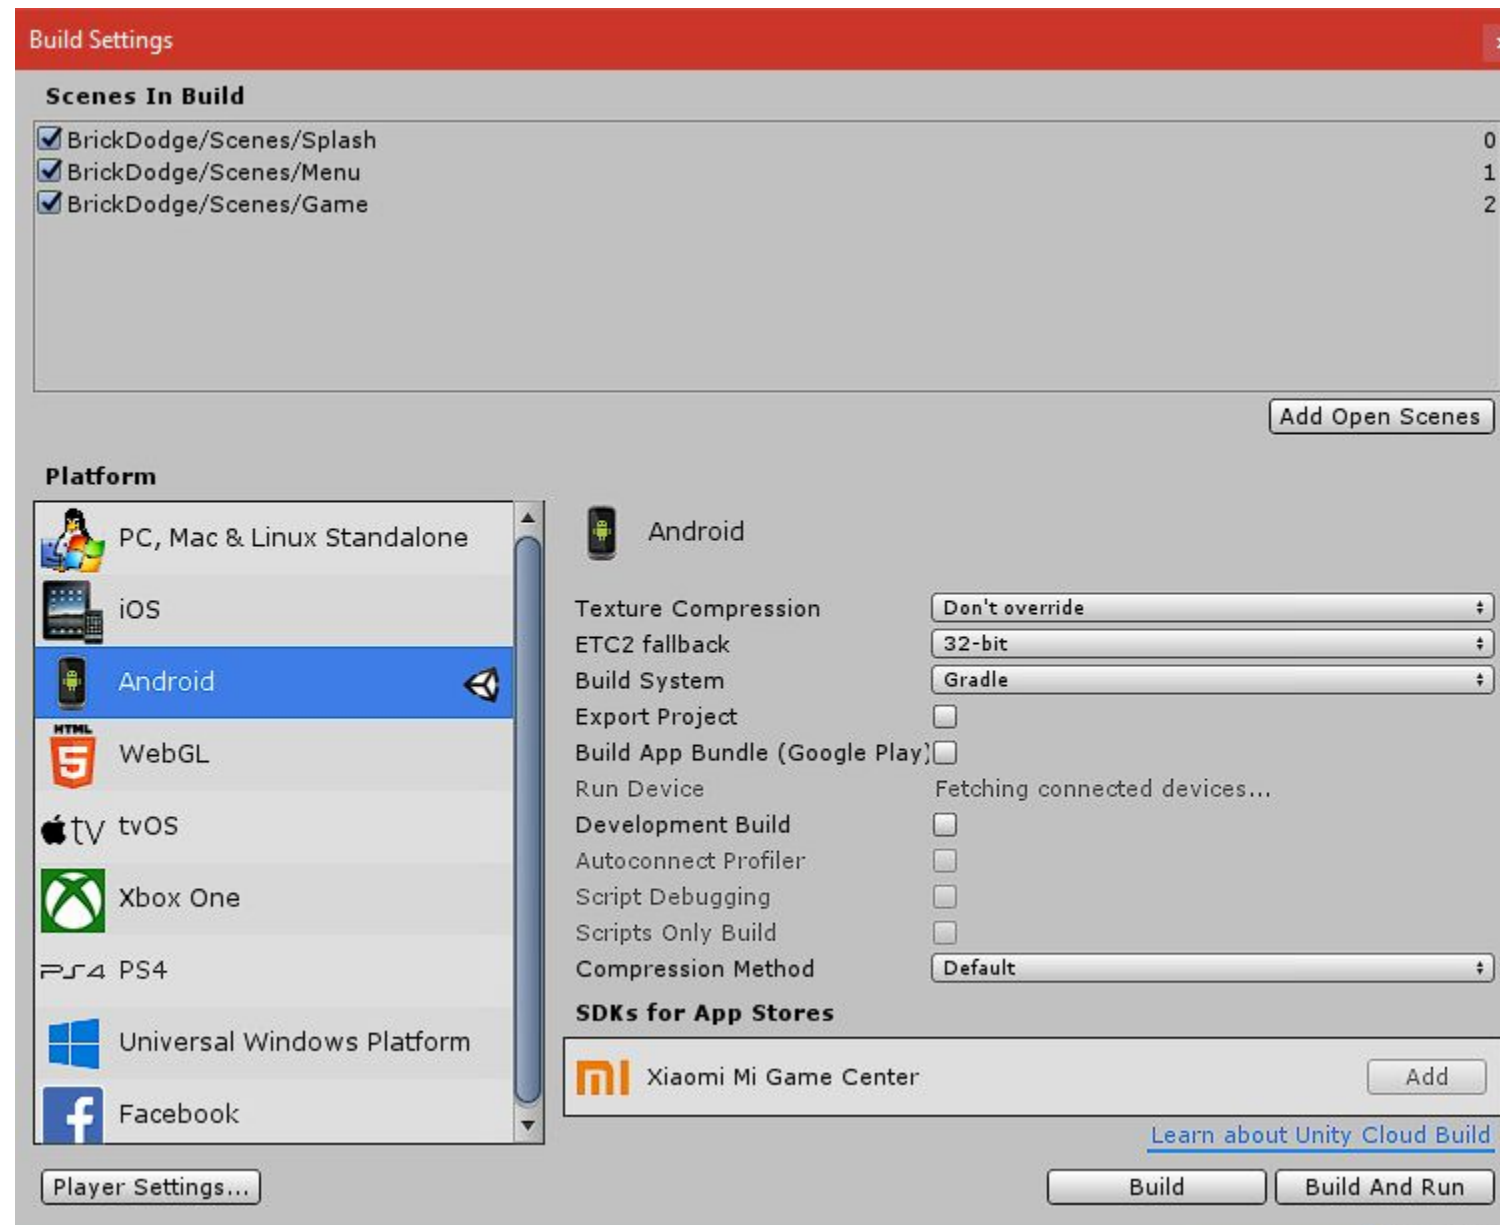 Build Settings
Scenes In Build
BrickDodge/Scenes/Splash 0
BrickDodge/Scenes/Menu 1
BrickDodge/Scenes/Game 2
Add Open Scenes
Platform
PC, Mac & Linux Standalone
iOS
Android
HTML
5
WebGL
tv
tvOS
Xbox One
PS4
PS4
Universal Windows Platform
f
Facebook
Android
Texture Compression Don't override
ETC2 fallback 32-bit
Build System Gradle
Export Project
Build App Bundle (Google Play)
Run Device Fetching connected devices...
Development Build
Autoconnect Profiler
Script Debugging
Scripts Only Build
Compression Method Default
SDKs for App Stores
mi Xiaomi Mi Game Center Add
Learn about Unity Cloud Build
Player Settings... Build Build And Run